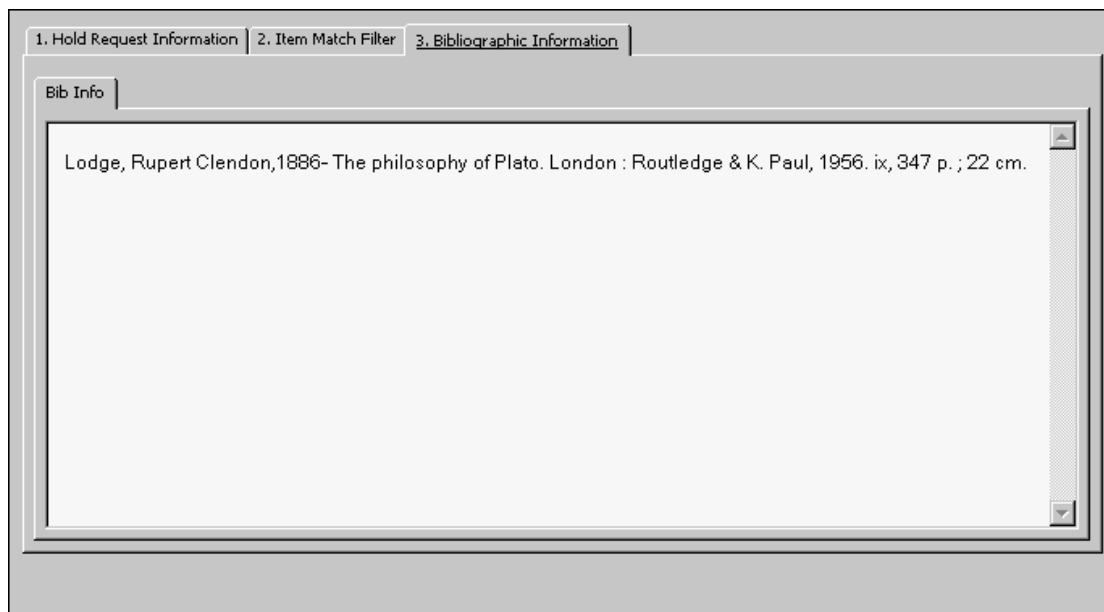 1. Hold Request Information 2. Item Match Filter 3. Bibliographic Information
Bib Info
Lodge, Rupert Clendon,1886- The philosophy of Plato. London : Routledge & K. Paul, 1956. ix, 347 p. ; 22 cm.